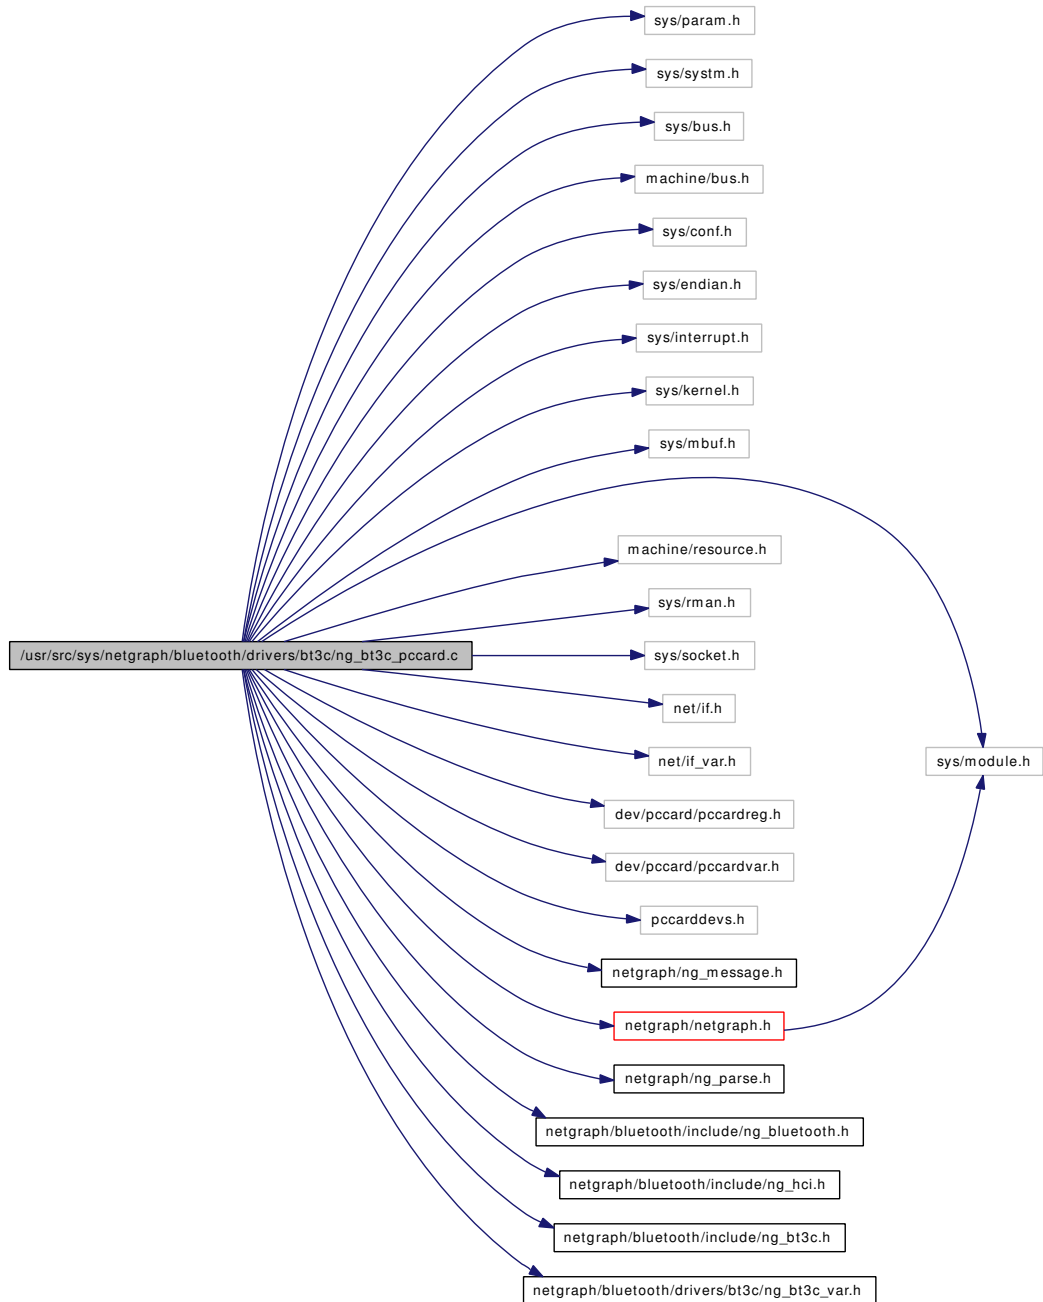 sys/param.h
sys/systm.h
sys/bus.h
machine/bus.h
sys/conf.h
sys/endian.h
sys/interrupt.h
sys/kernel.h
sys/mbuf.h
machine/resource.h
sys/rman.h
/usr/src/sys/netgraph/bluetooth/drivers/bt3c/ng_bt3c_pccard.c
sys/socket.h
net/if.h
net/if_var.h
sys/module.h
dev/pccard/pccardreg.h
dev/pccard/pccardvar.h
pccarddevs.h
netgraph/ng_message.h
netgraph/netgraph.h
netgraph/ng_parse.h
netgraph/bluetooth/include/ng_bluetooth.h
netgraph/bluetooth/include/ng_hci.h
netgraph/bluetooth/include/ng_bt3c.h
netgraph/bluetooth/drivers/bt3c/ng_bt3c_var.h